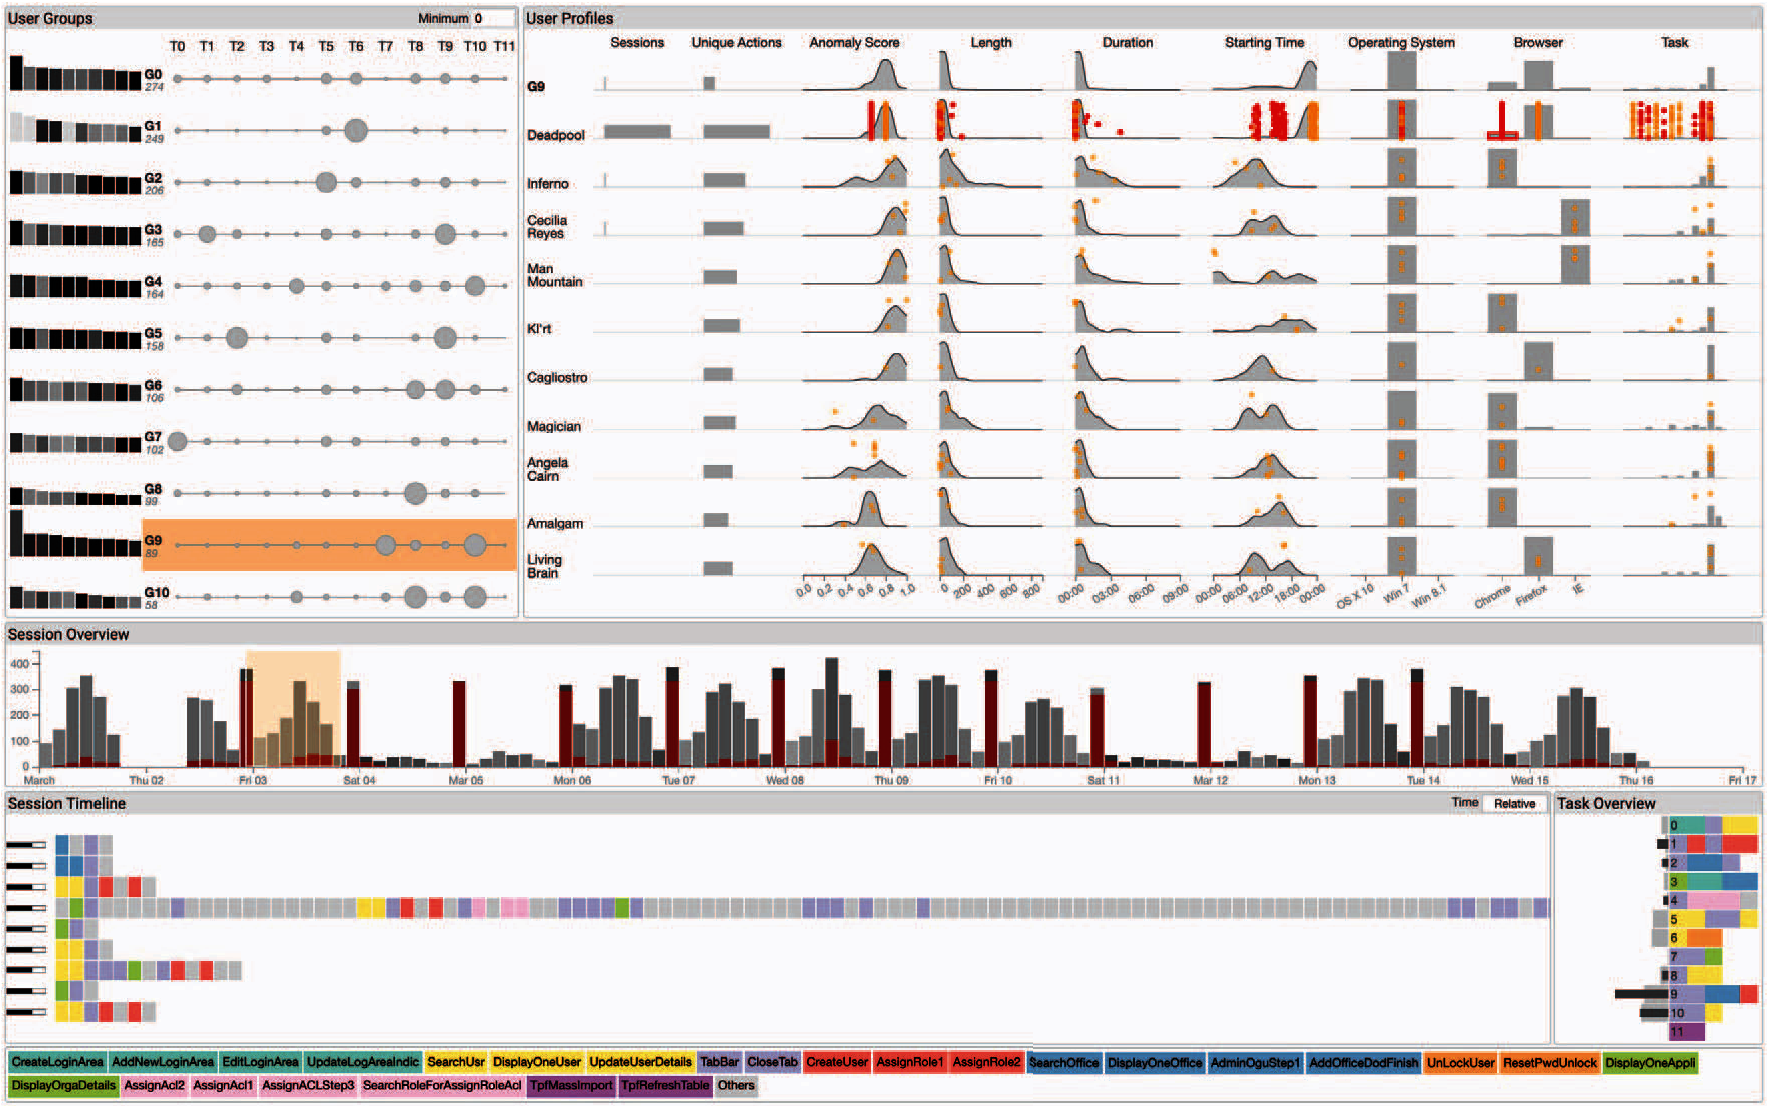 User Groups
Minimum 0
T0 T1 T2 T3 T4 T5 T6 T7 T8 T9 T10 T11
G0
274
G1
249
G2
206
G3
165
G4
164
G5
158
G6
106
G7
102
G8
99
G9
89
G10
58
User Profiles
Sessions Unique Actions Anomaly Score Length Duration Starting Time Operating System Browser Task
G9
Deadpool
Inferno
Cecilia
Reyes
Man
Mountain
Kl'rt
Cagliostro
Magician
Angela
Cairn
Amalgam
Living
Brain
0.0 0.2 0.4 0.6 0.8 1.0 0 200 400 600 800 00:00 03:00 06:00 09:00 00:00 06:00 12:00 18:00 00:00 OS X 10 Win 7 Win 8.1 Chrome Firefox IE
Session Overview
400
300
200
100
0
March Thu 02 Fri 03 Sat 04 Mar 05 Mon 06 Tue 07 Wed 08 Thu 09 Fri 10 Sat 11 Mar 12 Mon 13 Tue 14 Wed 15 Thu 16 Fri 17
Session Timeline
Time Relative
Task Overview
0
1
2
3
4
5
6
7
8
9
10
11
CreateLoginArea AddNewLoginArea EditLoginArea UpdateLogAreaIndic SearchUsr DisplayOneUser UpdateUserDetails TabBar CloseTab CreateUser AssignRole1 AssignRole2 SearchOffice DisplayOneOffice AdminOguStep1 AddOfficeDodFinish UnLockUser ResetPwdUnlock DisplayOneAppli
DisplayOrgaDetails AssignAcl2 AssignAcl1 AssignACLStep3 SearchRoleForAssignRoleAcl TpfMassImport TpfRefreshTable Others